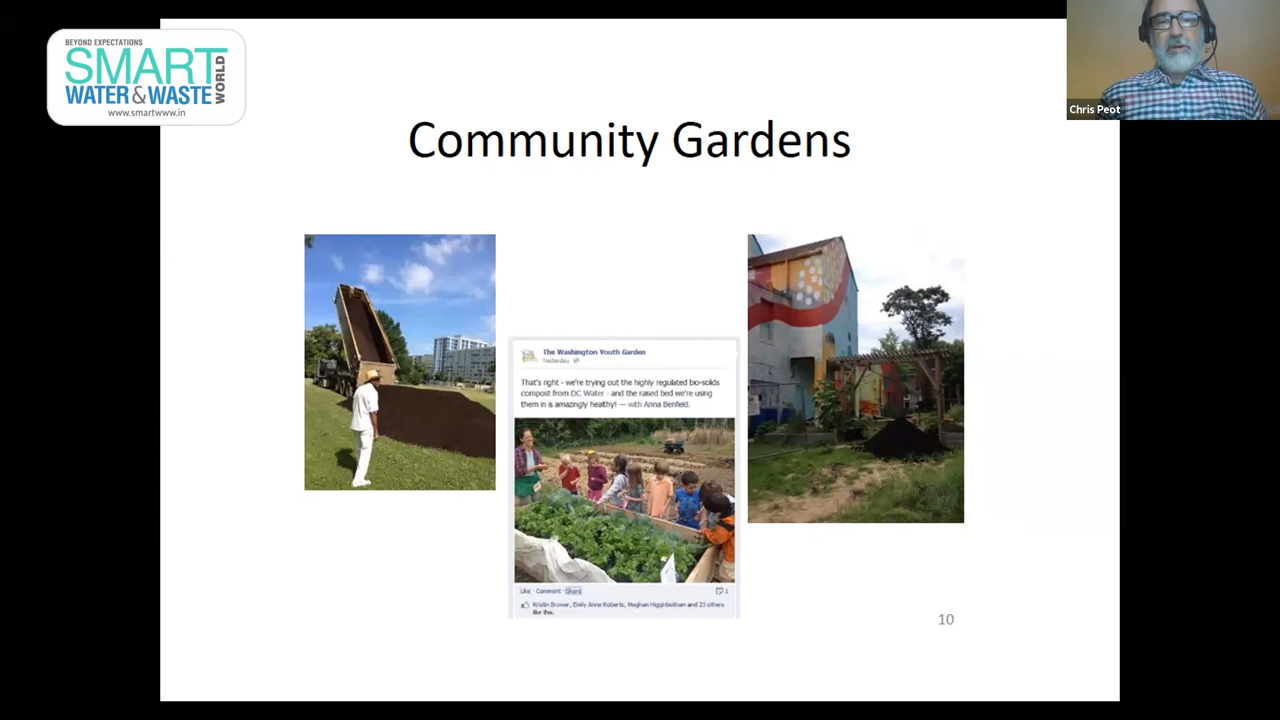 BEYOND EXPECTATIONS
SMART
WATER & WASTE
WORLD
www.smartwww.in
Chris Peot
Community Gardens
The Washington Youth Garden
Yesterday
That's right - we're trying out the highly regulated bio-solids
compost from DC Water - and the raised bed we're using
them in is amazingly healthy! — with Anna Benfield.
Like · Comment · Share
1
Kristin Brower, Emily Anne Roberts, Meghan Higginbotham and 23 others
like this.
10